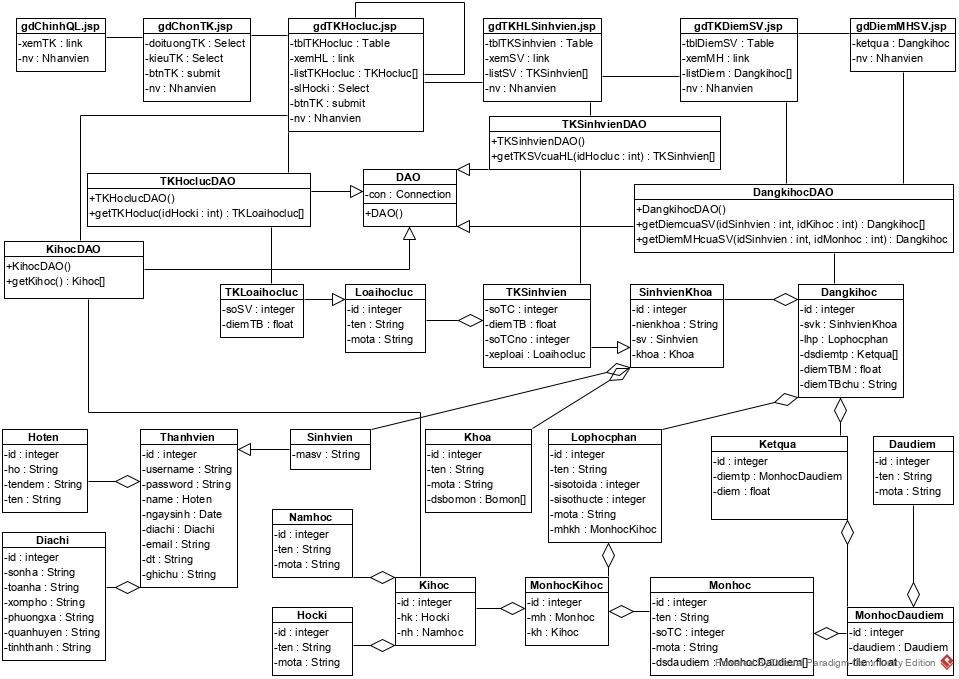 gdChinhQL.jsp
-xemTK : link
-nv : Nhanvien
gdChonTK.jsp
-doituongTK : Select
-kieuTK : Select
-btnTK : submit
-nv : Nhanvien
gdTKHocluc.jsp
-tblTKHocluc : Table
-xemHL : link
-listTKHocluc : TKHocluc[]
-slHocki : Select
-btnTK : submit
-nv : Nhanvien
gdTKHLSinhvien.jsp
-tblTKSinhvien : Table
-xemSV : link
-listSV : TKSinhvien[]
-nv : Nhanvien
gdTKDiemSV.jsp
-tblDiemSV : Table
-xemMH : link
-listDiem : Dangkihoc[]
-nv : Nhanvien
gdDiemMHSV.jsp
-ketqua : Dangkihoc
-nv : Nhanvien
TKSinhvienDAO
+TKSinhvienDAO()
+getTKSVcuaHL(idHocluc : int) : TKSinhvien[]
TKHoclucDAO
+TKHoclucDAO()
+getTKHocluc(idHocki : int) : TKLoaihocluc[]
DAO
-con : Connection
+DAO()
DangkihocDAO
+DangkihocDAO()
+getDiemcuaSV(idSinhvien : int, idKihoc : int) : Dangkihoc[]
+getDiemMHcuaSV(idSinhvien : int, idMonhoc : int) : Dangkihoc
KihocDAO
+KihocDAO()
+getKihoc() : Kihoc[]
TKLoaihocluc
-soSV : integer
-diemTB : float
Loaihocluc
-id : integer
-ten : String
-mota : String
TKSinhvien
-soTC : integer
-diemTB : float
-soTCno : integer
-xeploai : Loaihocluc
SinhvienKhoa
-id : integer
-nienkhoa : String
-sv : Sinhvien
-khoa : Khoa
Dangkihoc
-id : integer
-svk : SinhvienKhoa
-lhp : Lophocphan
-dsdiemtp : Ketqua[]
-diemTBM : float
-diemTBchu : String
Hoten
-id : integer
-ho : String
-tendem : String
-ten : String
Thanhvien
-id : integer
-username : String
-password : String
-name : Hoten
-ngaysinh : Date
-diachi : Diachi
-email : String
-dt : String
-ghichu : String
Sinhvien
-masv : String
Khoa
-id : integer
-ten : String
-mota : String
-dsbomon : Bomon[]
Lophocphan
-id : integer
-ten : String
-sisotoida : integer
-sisothucte : integer
-mota : String
-mhkh : MonhocKihoc
Ketqua
-id : integer
-diemtp : MonhocDaudiem
-diem : float
Daudiem
-id : integer
-ten : String
-mota : String
Diachi
-id : integer
-sonha : String
-toanha : String
-xompho : String
-phuongxa : String
-quanhuyen : String
-tinhthanh : String
Namhoc
-id : integer
-ten : String
-mota : String
Hocki
-id : integer
-ten : String
-mota : String
Kihoc
-id : integer
-hk : Hocki
-nh : Namhoc
MonhocKihoc
-id : integer
-mh : Monhoc
-kh : Kihoc
Monhoc
-id : integer
-ten : String
-soTC : integer
-mota : String
-dsdaudiem : MonhocDaudiem[]
MonhocDaudiem
-id : integer
-daudiem : Daudiem
-tile : float
Powered By Visual Paradigm Community Edition